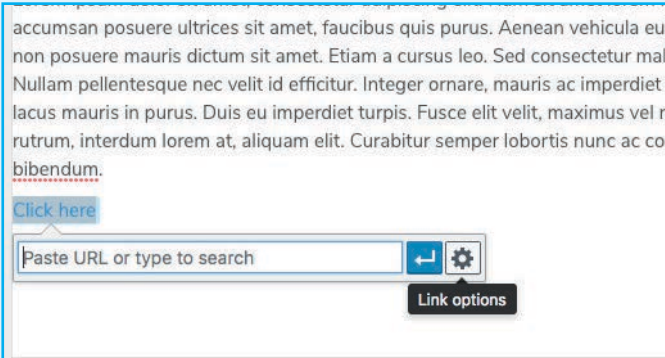 accumsan posuere ultrices sit amet, faucibus quis purus. Aenean vehicula eu
non posuere mauris dictum sit amet. Etiam a cursus leo. Sed consectetur mal
Nullam pellentesque nec velit id efficitur. Integer ornare, mauris ac imperdiet
lacus mauris in purus. Duis eu imperdiet turpis. Fusce elit velit, maximus vel
rutrum, interdum lorem at, aliquam elit. Curabitur semper lobortis nunc ac co
bibendum.
Click here
Paste URL or type to search
Link options